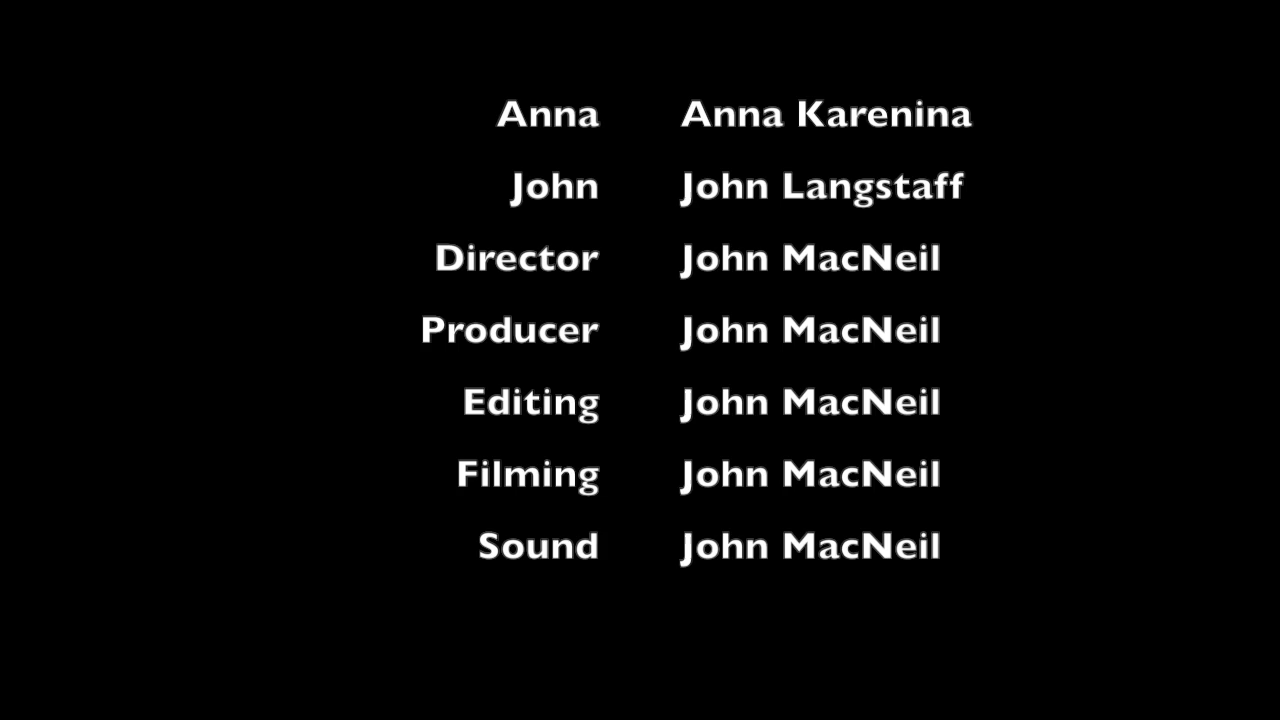 Anna Anna Karenina
John John Langstaff
Director John MacNeil
Producer John MacNeil
Editing John MacNeil
Filming John MacNeil
Sound John MacNeil